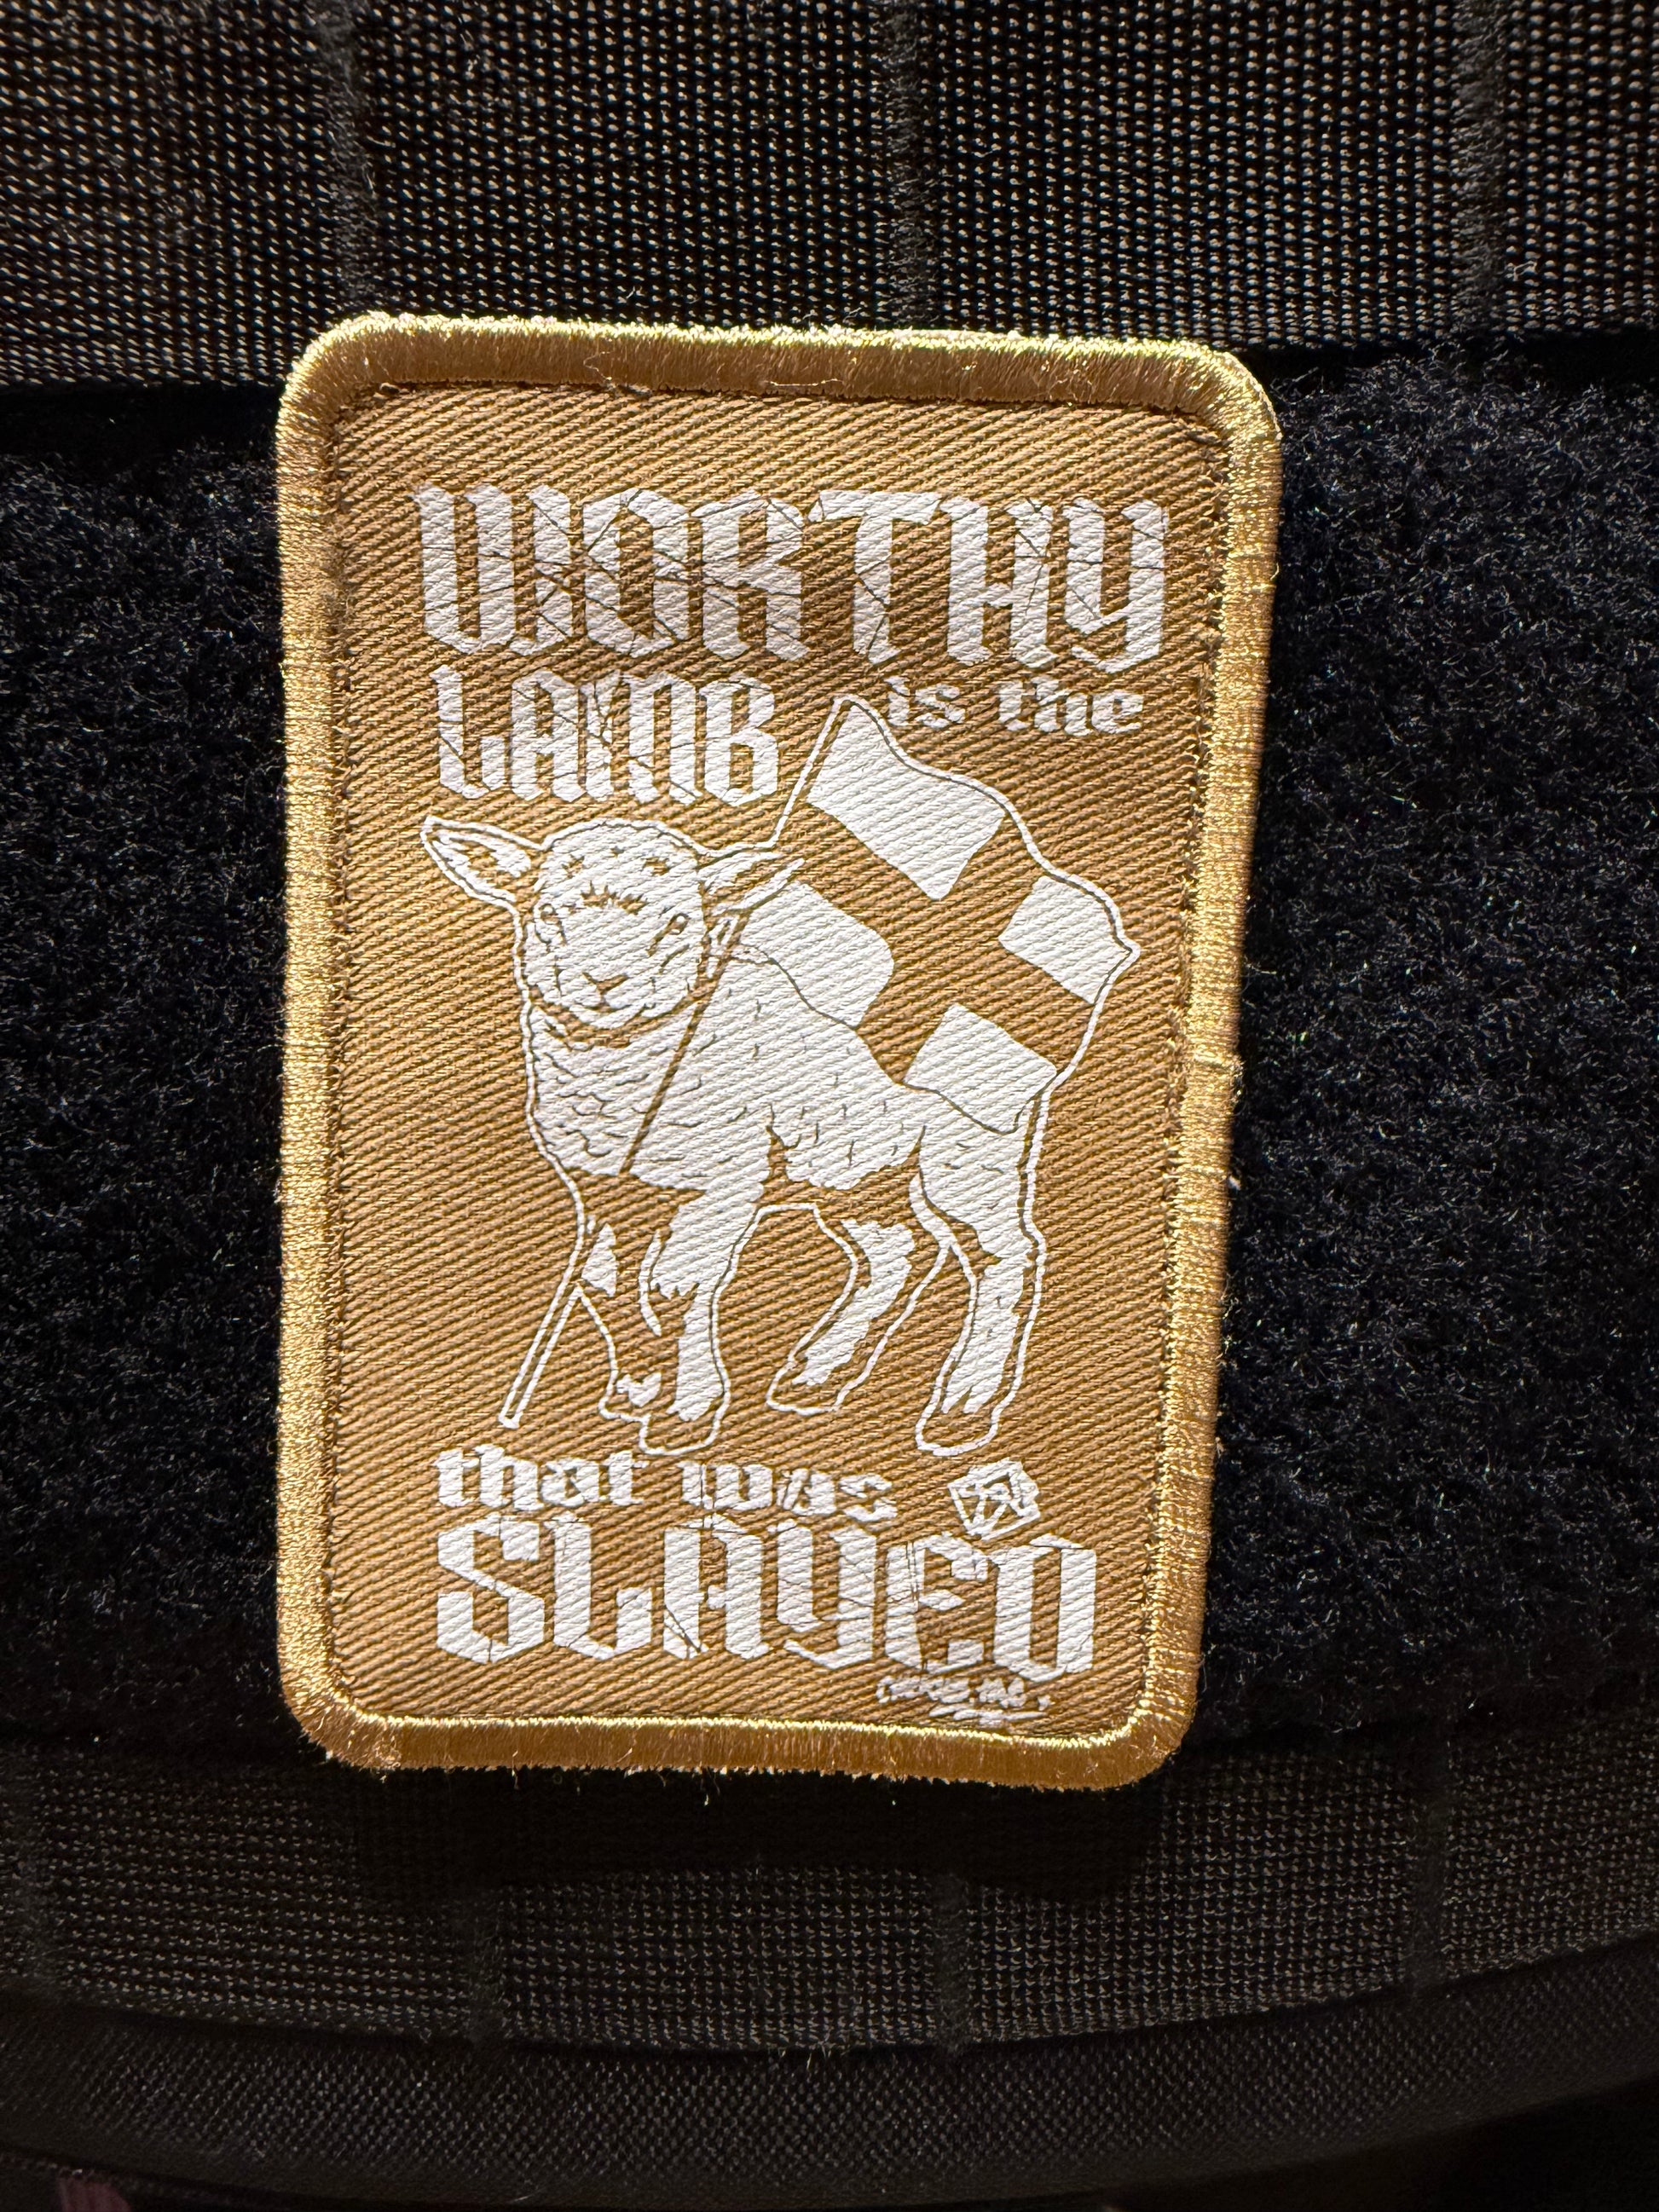 WORTHY
is the
LAMB
that was
SLAYED